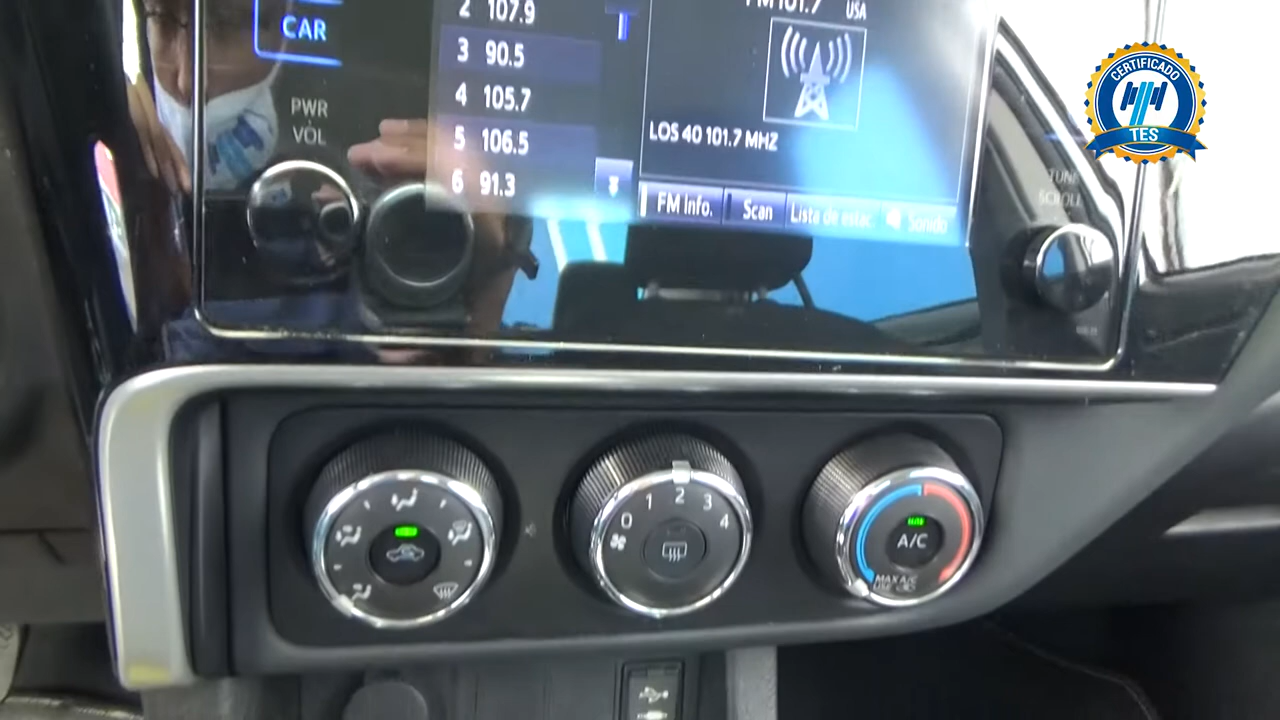 CAR
PWR
VOL
2 107.9
3 90.5
4 105.7
5 106.5
6 91.3
FM 101.7
USA
LOS 40 101.7 MHZ
FM Info.
Scan
Lista de estac.
Sonido
TUNE
SCROLL
CERTIFICADO
TES
0 1 2 3 4
A/C
MAX A/C
USE